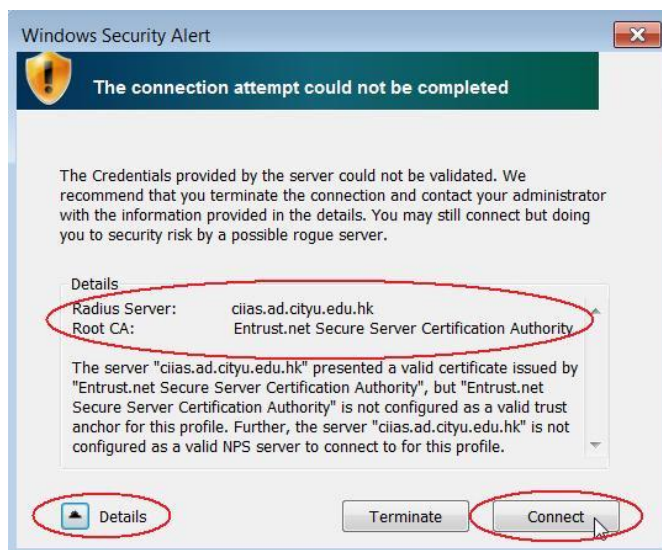 Windows Security Alert
The connection attempt could not be completed
The Credentials provided by the server could not be validated. We
recommend that you terminate the connection and contact your administrator
with the information provided in the details. You may still connect but doing
you to security risk by a possible rogue server.
Details
Radius Server: ciias.ad.cityu.edu.hk
Root CA: Entrust.net Secure Server Certification Authority
The server "ciias.ad.cityu.edu.hk" presented a valid certificate issued by
"Entrust.net Secure Server Certification Authority", but "Entrust.net
Secure Server Certification Authority" is not configured as a valid trust
anchor for this profile. Further, the server "ciias.ad.cityu.edu.hk" is not
configured as a valid NPS server to connect to for this profile.
Details Terminate Connect